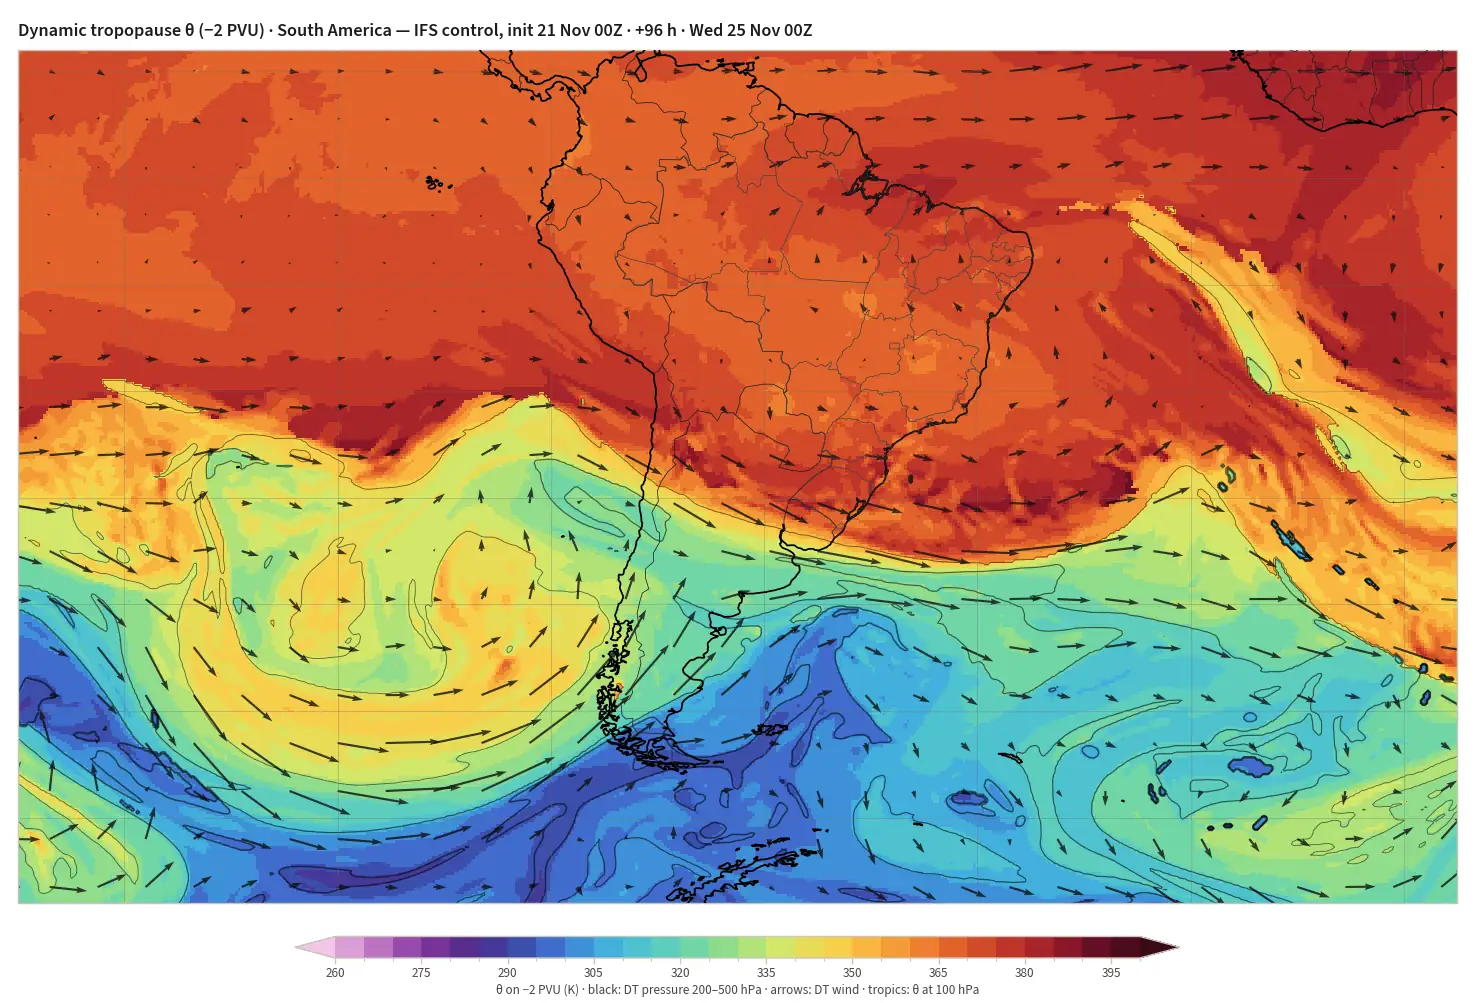 Dynamic tropopause θ (−2 PVU) · South America — IFS control, init 21 Nov 00Z · +96 h · Wed 25 Nov 00Z
260 275 290 305 320 335 350 365 380 395
θ on −2 PVU (K) · black: DT pressure 200–500 hPa · arrows: DT wind · tropics: θ at 100 hPa